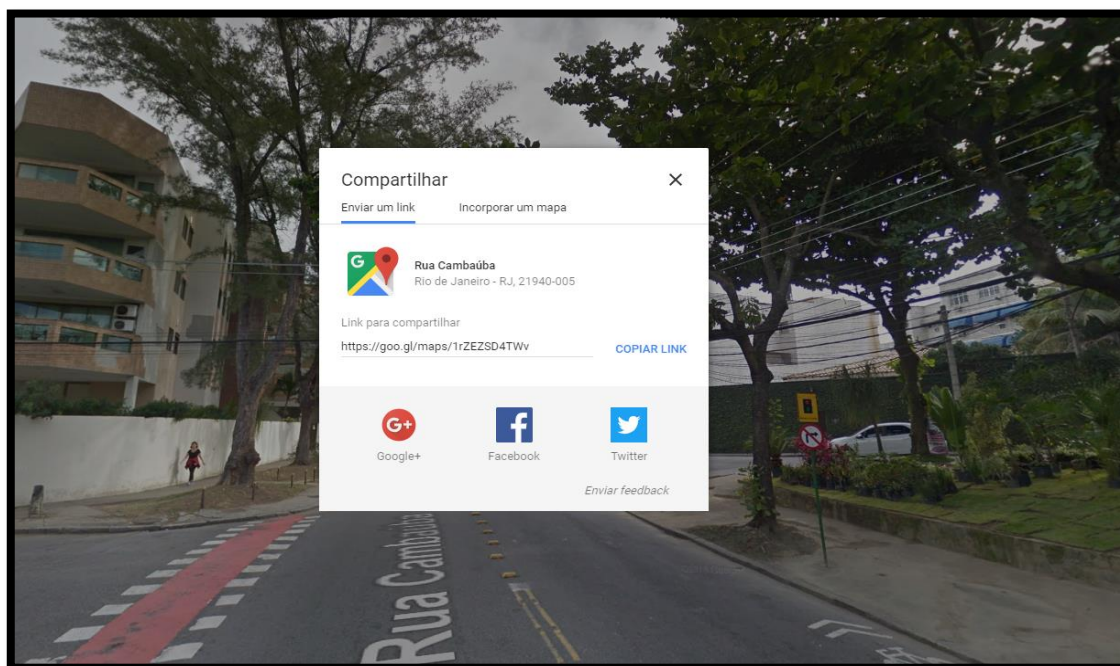 Compartilhar
Enviar um link
Incorporar um mapa
Rua Cambaúba
Rio de Janeiro - RJ, 21940-005
Link para compartilhar
https://goo.gl/maps/1rZEZSD4TWv
COPIAR LINK
G+
Google+
Facebook
Twitter
Enviar feedback
Rua Cambaúba